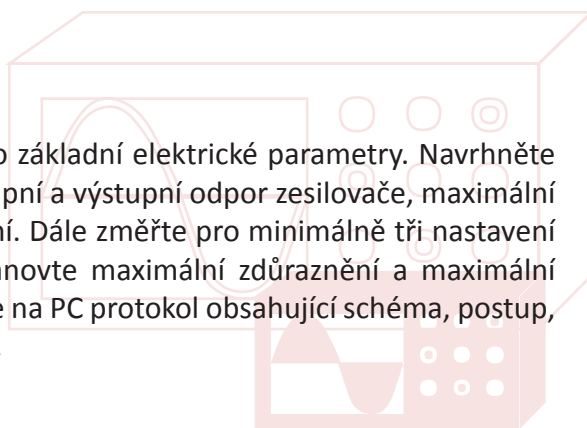 o základní elektrické parametry. Navrhněte
pní a výstupní odpor zesilovače, maximální
ní. Dále změřte pro minimálně tři nastavení
anovte maximální zdůraznění a maximální
e na PC protokol obsahující schéma, postup,